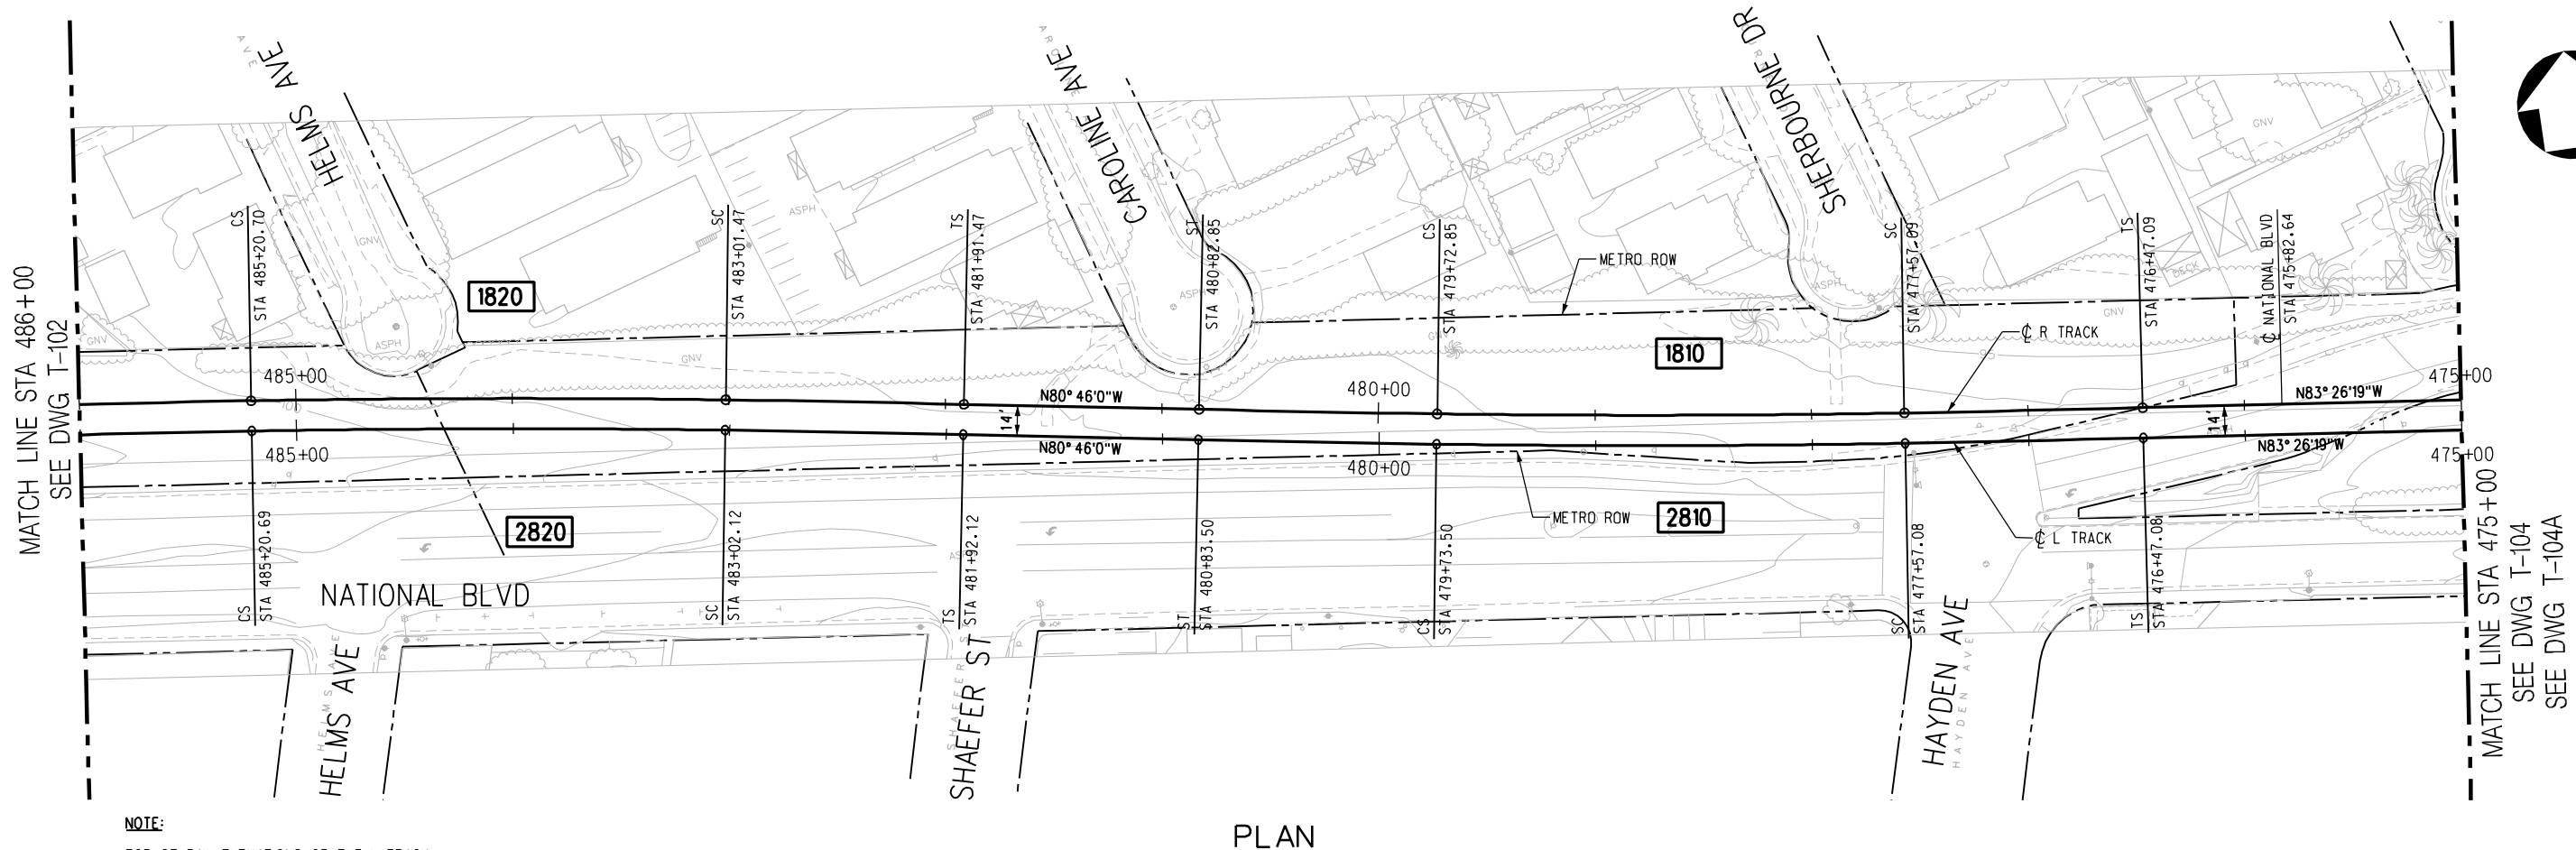 MATCH LINE STA 486+00
SEE DWG T-102
HELMS AVE
CAROLINE AVE
SHERBOURNE DR
CS
STA 485+20.70
SC
STA 483+01.47
TS
STA 481+91.47
ST
STA 480+82.85
CS
STA 479+72.85
SC
STA 477+57.09
TS
STA 476+47.09
℄ NATIONAL BLVD
STA 475+82.64
GNV
GNV
ASPH
ASPH
ASPH
ASPH
GNV
GNV
GNV
GNV
DECK
1820
METRO ROW
1810
℄ R TRACK
485+00
480+00
475+00
N80° 46'0"W
N83° 26'19"W
14'
14'
N80° 46'0"W
N83° 26'19"W
485+00
480+00
475+00
METRO ROW
2820
2810
℄ L TRACK
CS
STA 485+20.69
SC
STA 483+02.12
TS
STA 481+92.12
ST
STA 480+83.50
CS
STA 479+73.50
SC
STA 477+57.08
TS
STA 476+47.08
NATIONAL BLVD
HELMS AVE
HELMS AVE
SHAEFER ST
SHAEFER
HAYDEN AVE
HAYDEN AVE
MATCH LINE STA 475+00
SEE DWG T-104
SEE DWG T-104A
NOTE:
PLAN